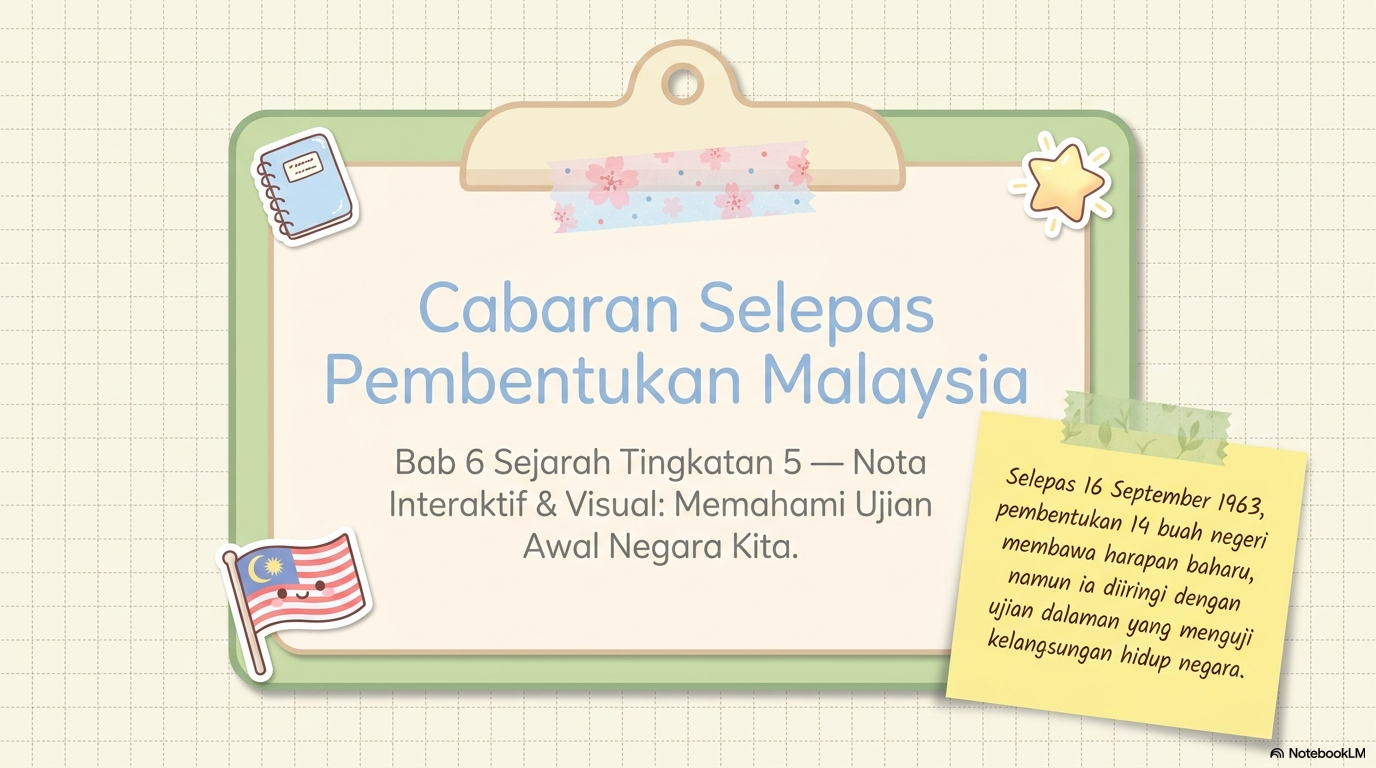 Cabaran Selepas
Pembentukan Malaysia
Bab 6 Sejarah Tingkatan 5 — Nota
Interaktif & Visual: Memahami Ujian
Awal Negara Kita.
Selepas 16 September 1963,
pembentukan 14 buah negeri
membawa harapan baharu,
namun ia diiringi dengan
ujian dalaman yang menguji
kelangsungan hidup negara.
NotebookLM